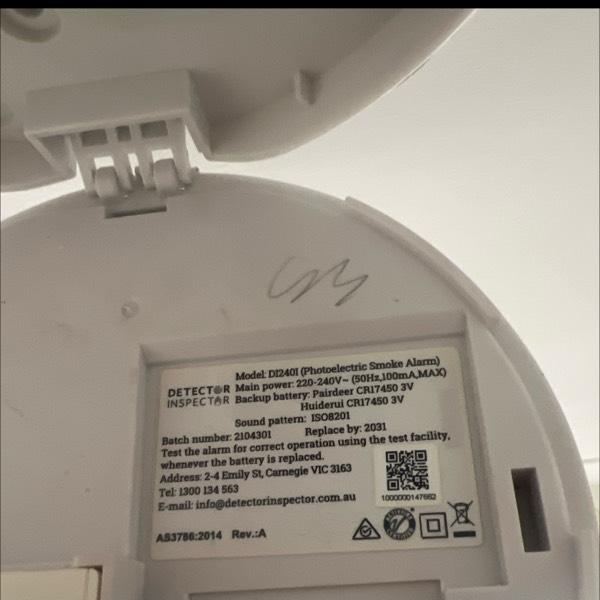 DETECTOR
INSPECTOR
Model: DI240I (Photoelectric Smoke Alarm)
Main power: 220-240V~ (50Hz,100mA,MAX)
Backup battery: Pairdeer CR17450 3V
Huiderui CR17450 3V
Sound pattern: ISO8201
Batch number: 2104301 Replace by: 2031
Test the alarm for correct operation using the test facility,
whenever the battery is replaced.
Address: 2-4 Emily St, Carnegie VIC 3163
Tel: 1300 134 563
E-mail: info@detectorinspector.com.au
1000000147662
AS3786:2014 Rev.:A